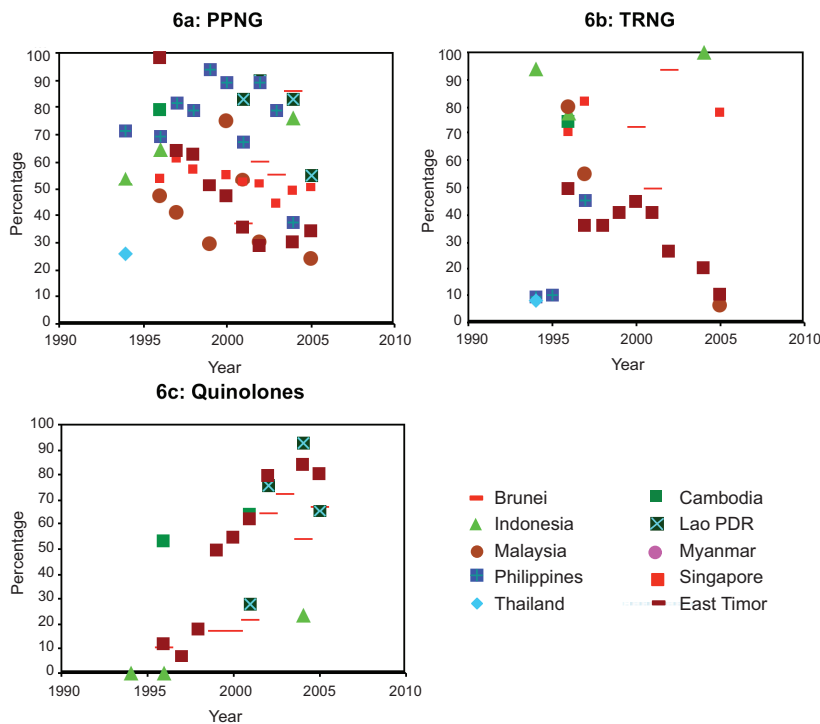 6a: PPNG
Percentage
100
90
80
70
60
50
40
30
20
10
0
1990
1995
2000
2005
2010
Year
6b: TRNG
Percentage
100
90
80
70
60
50
40
30
20
10
0
1990
1995
2000
2005
2010
Year
6c: Quinolones
Percentage
100
90
80
70
60
50
40
30
20
10
0
1990
1995
2000
2005
2010
Year
Brunei
Indonesia
Malaysia
Philippines
Thailand
Cambodia
Lao PDR
Myanmar
Singapore
East Timor